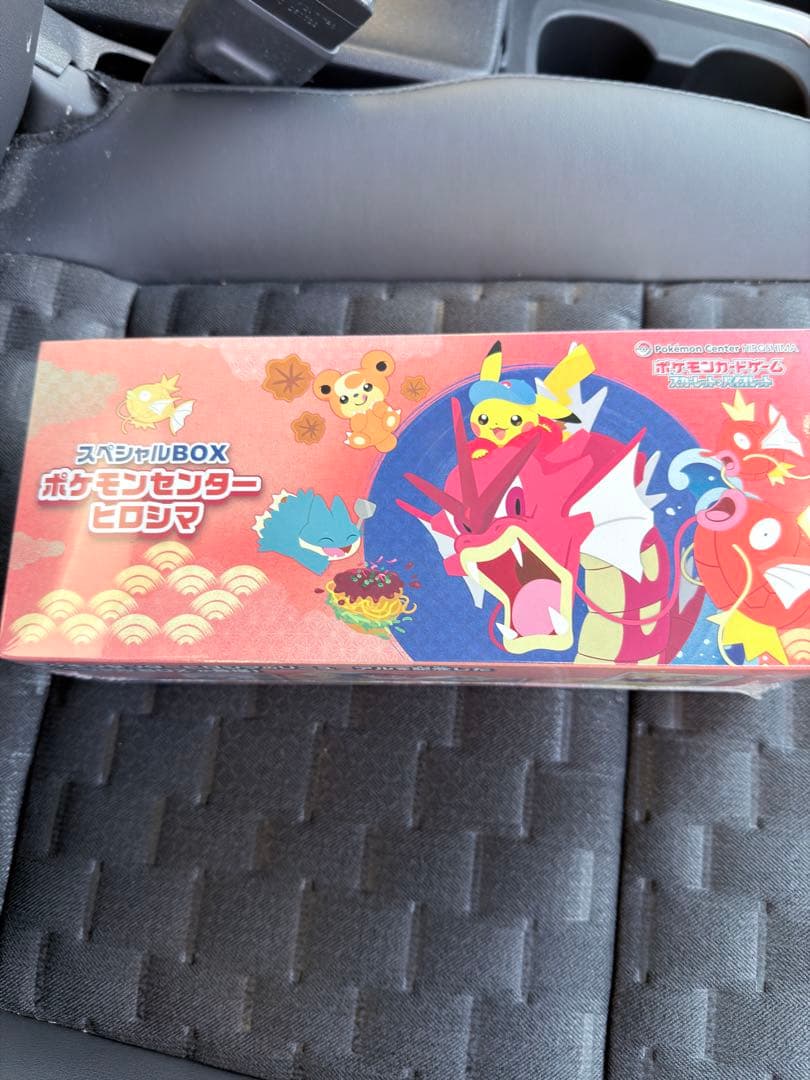 Pokémon Center HIROSHIMA
ポケモンカードゲーム
スカーレット&バイオレット
スペシャルBOX
ポケモンセンター
ヒロシマ